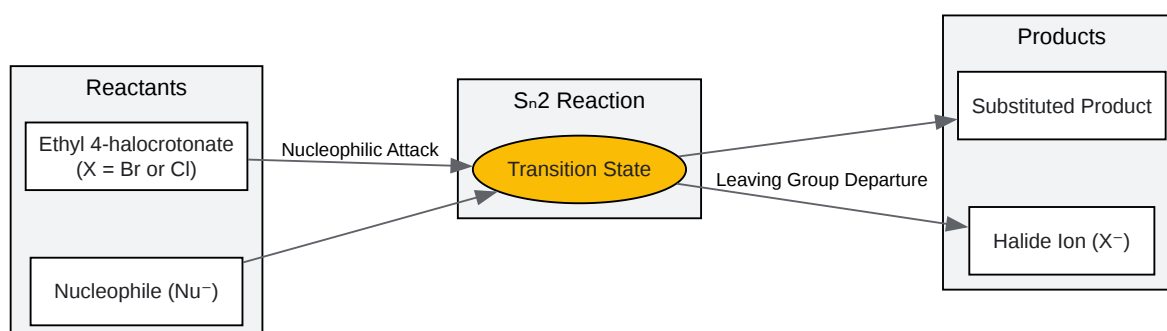 Reactants
Ethyl 4-halocrotonate
(X = Br or Cl)
Nucleophile (Nu⁻)
Nucleophilic Attack
Sₙ2 Reaction
Transition State
Leaving Group Departure
Products
Substituted Product
Halide Ion (X⁻)